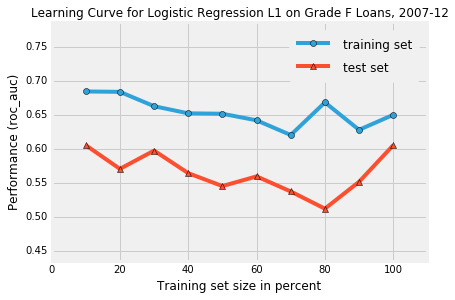 Learning Curve for Logistic Regression L1 on Grade F Loans, 2007-12
training set
test set
Performance (roc_auc)
0.75
0.70
0.65
0.60
0.55
0.50
0.45
0
20
40
60
80
100
Training set size in percent